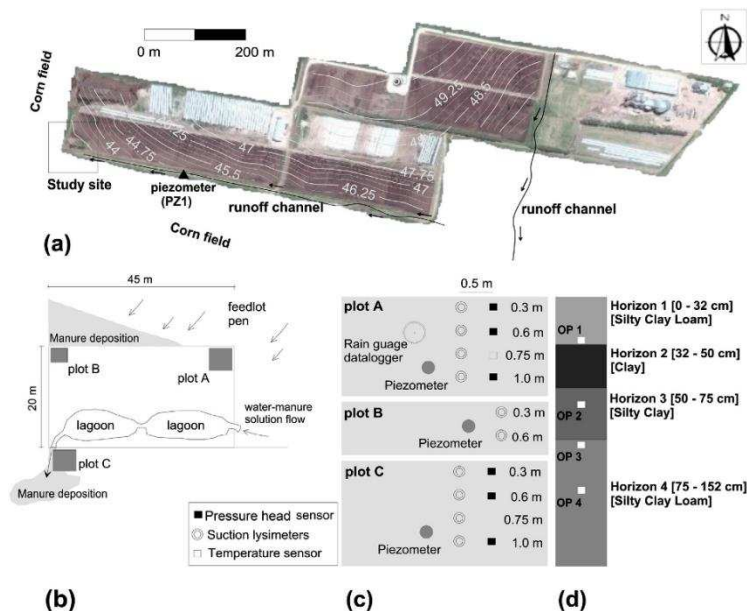 0 m
200 m
N
Corn field
49.25
48.5
44
44.75
45.5
47
46.25
47.75
47
Study site
piezometer
(PZ1)
runoff channel
runoff channel
Corn field
(a)
45 m
feedlot
pen
Manure deposition
plot B
plot A
20 m
lagoon
lagoon
water-manure
solution flow
plot C
Manure deposition
Pressure head sensor
Suction lysimeters
Temperature sensor
(b)
0.5 m
plot A
0.3 m
0.6 m
Rain guage
datalogger
0.75 m
Piezometer
1.0 m
plot B
0.3 m
Piezometer
0.6 m
plot C
0.3 m
0.6 m
0.75 m
Piezometer
1.0 m
(c)
Horizon 1 [0 - 32 cm]
[Silty Clay Loam]
OP 1
Horizon 2 [32 - 50 cm]
[Clay]
Horizon 3 [50 - 75 cm]
[Silty Clay]
OP 2
OP 3
Horizon 4 [75 - 152 cm]
[Silty Clay Loam]
OP 4
(d)